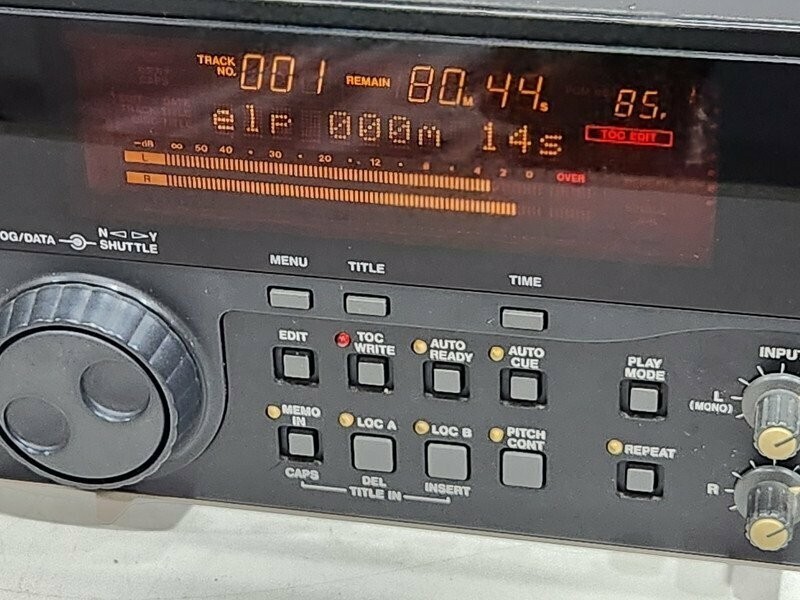 TRACK NO. 001 REMAIN 80M 44S 85.
elp 000m 14s TOC EDIT
-dB ∞ 50 40 • 30 • 20 • 12 • 8 • 4 2 0 OVER
L
R
OG/DATA N Y SHUTTLE
MENU TITLE TIME
EDIT TOC WRITE AUTO READY AUTO CUE PLAY MODE INPUT
L (MONO)
MEMO IN LOC A LOC B PITCH CONT REPEAT
R
CAPS DEL INSERT
TITLE IN